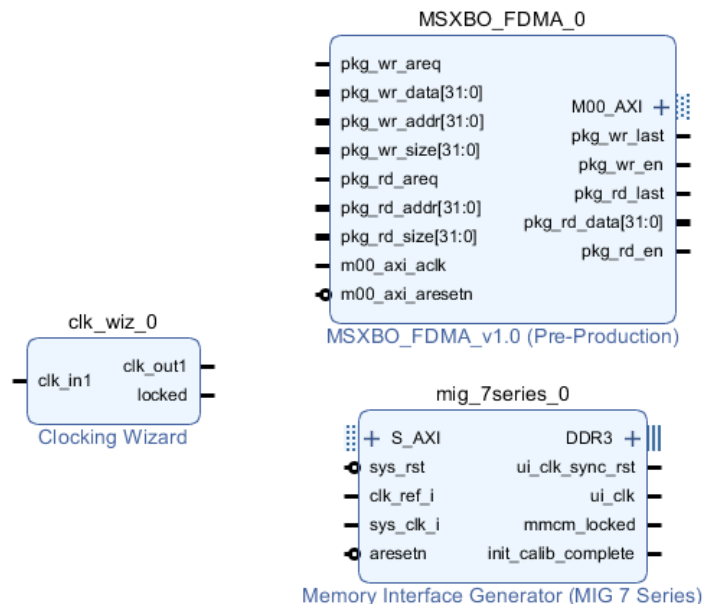 MSXBO_FDMA_0
pkg_wr_areq
pkg_wr_data[31:0]
pkg_wr_addr[31:0]
pkg_wr_size[31:0]
pkg_rd_areq
pkg_rd_addr[31:0]
pkg_rd_size[31:0]
m00_axi_aclk
m00_axi_aresetn
M00_AXI
pkg_wr_last
pkg_wr_en
pkg_rd_last
pkg_rd_data[31:0]
pkg_rd_en
MSXBO_FDMA_v1.0 (Pre-Production)
clk_wiz_0
clk_in1
clk_out1
locked
Clocking Wizard
mig_7series_0
S_AXI
sys_rst
clk_ref_i
sys_clk_i
aresetn
DDR3
ui_clk_sync_rst
ui_clk
mmcm_locked
init_calib_complete
Memory Interface Generator (MIG 7 Series)